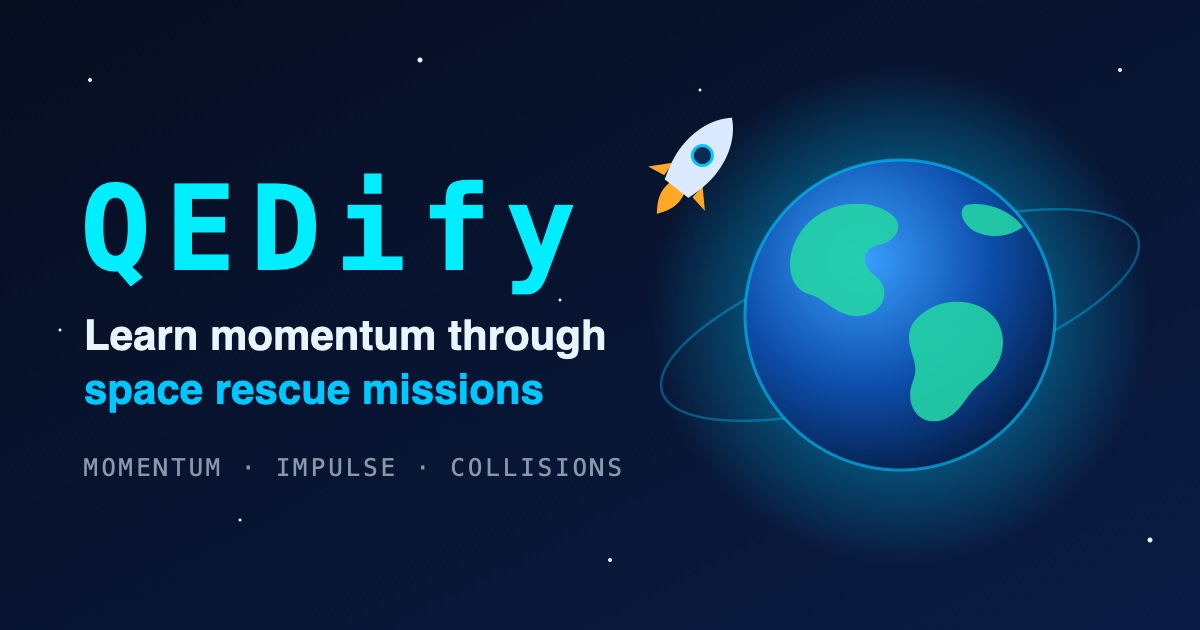 QEDify
Learn momentum through
space rescue missions
MOMENTUM · IMPULSE · COLLISIONS